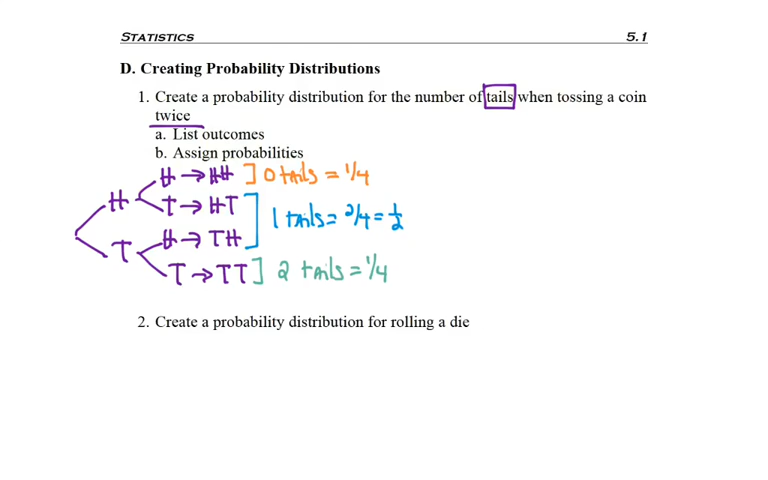 STATISTICS 5.1
D. Creating Probability Distributions
1. Create a probability distribution for the number of tails when tossing a coin
twice
a. List outcomes
b. Assign probabilities
H → HH ] 0 tails = 1/4
H
T → HT
1 tails = 2/4 = 1/2
H → TH
T
T → TT ] 2 tails = 1/4
2. Create a probability distribution for rolling a die